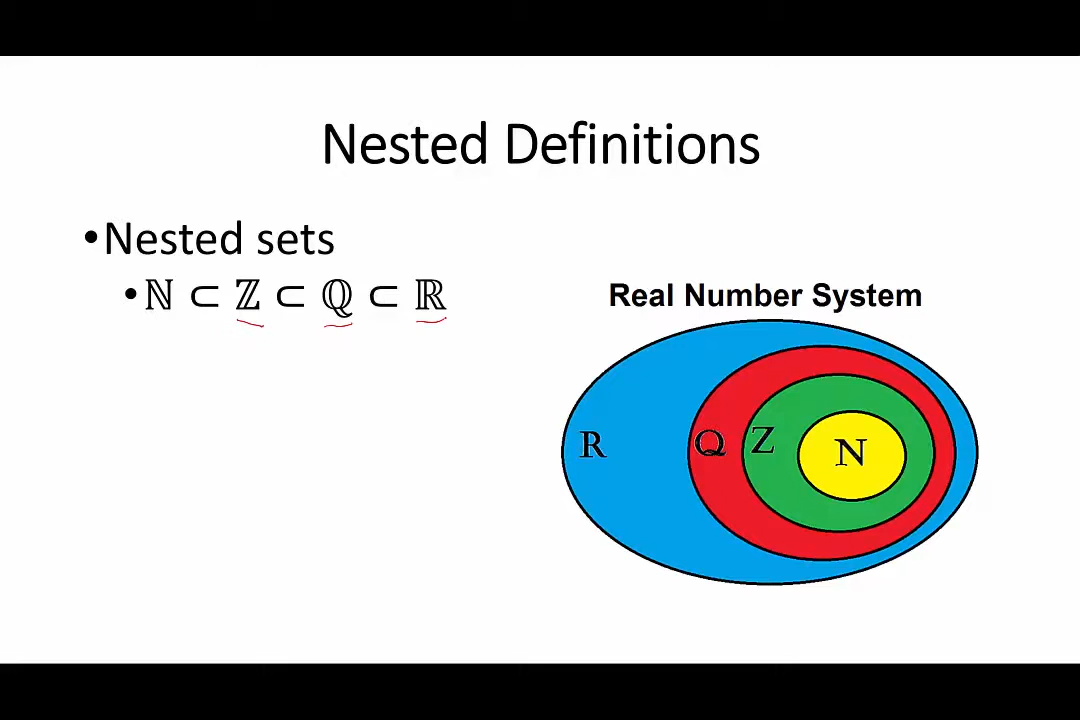 Nested Definitions
•Nested sets
•ℕ ⊂ ℤ ⊂ ℚ ⊂ ℝ
Real Number System
R Q Z N